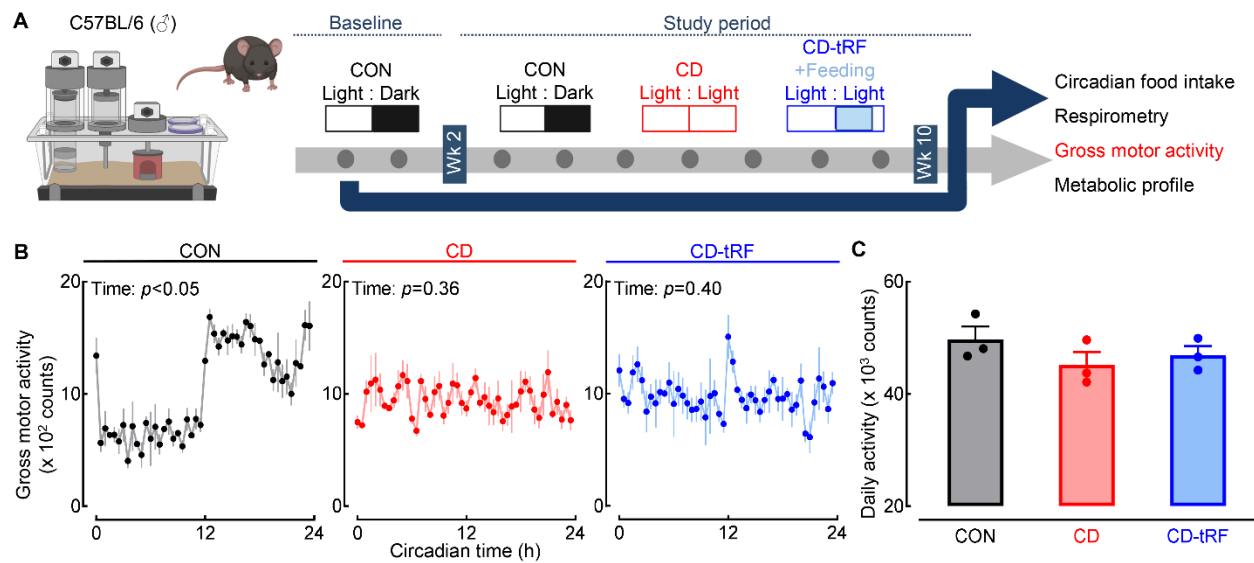 A
C57BL/6 (♂)
Baseline
Study period
CON
Light : Dark
CON
Light : Dark
CD
Light : Light
CD-tRF
+Feeding
Light : Light
Wk 2
Wk 10
Circadian food intake
Respirometry
Gross motor activity
Metabolic profile
B
CON
CD
CD-tRF
Gross motor activity
(x 10² counts)
20
10
0
Time: p<0.05
0
12
24
20
10
0
Time: p=0.36
0
12
24
20
10
0
Time: p=0.40
0
12
24
Circadian time (h)
C
Daily activity (x 10³ counts)
60
40
20
CON
CD
CD-tRF